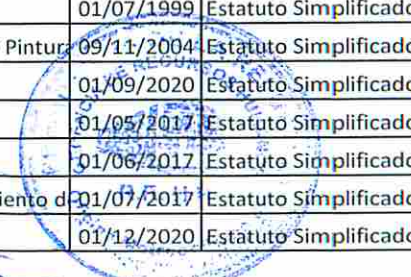 01/07/1999 Estatuto Simplificado
Pintura 09/11/2004 Estatuto Simplificado
01/09/2020 Estatuto Simplificado
01/05/2017 Estatuto Simplificado
01/06/2017 Estatuto Simplificado
iento d 01/07/2017 Estatuto Simplificado
01/12/2020 Estatuto Simplificado